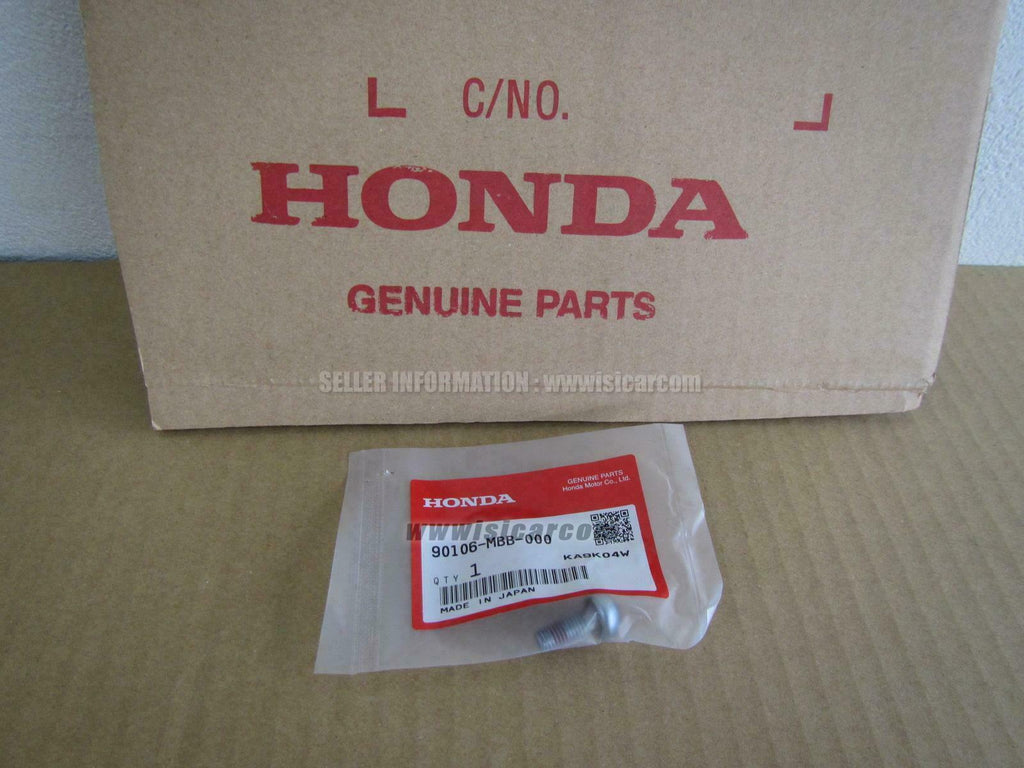 C/NO.
HONDA
GENUINE PARTS
SELLER INFORMATION : wwwisicarcom
GENUINE PARTS
Honda Motor Co., Ltd.
HONDA
wwwisicarco
90106-MBB-000
KA9K04W
QTY 1
MADE IN JAPAN